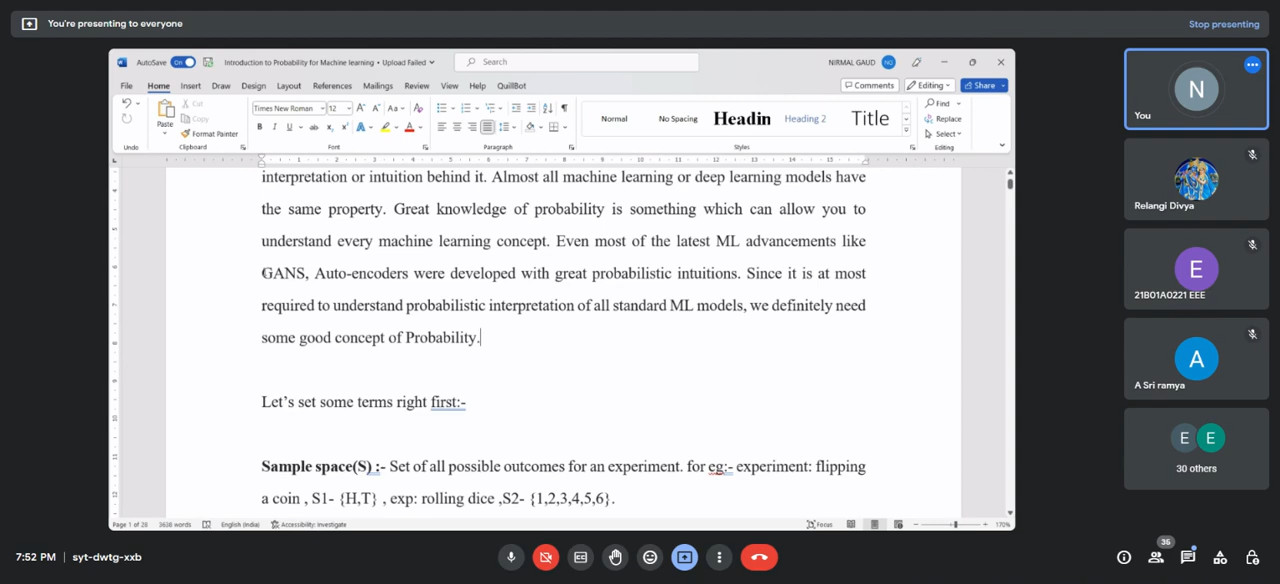 You're presenting to everyone
Stop presenting
AutoSave On Introduction to Probability for Machine learning • Upload Failed Search NIRMAL GAUD NG
File Home Insert Draw Design Layout References Mailings Review View Help QuillBot Comments Editing Share
Paste Cut Copy Format Painter Times New Roman 12 Normal No Spacing Headin Heading 2 Title Find Replace Select
Undo Clipboard Font Paragraph Styles Editing
interpretation or intuition behind it. Almost all machine learning or deep learning models have
the same property. Great knowledge of probability is something which can allow you to
understand every machine learning concept. Even most of the latest ML advancements like
GANS, Auto-encoders were developed with great probabilistic intuitions. Since it is at most
required to understand probabilistic interpretation of all standard ML models, we definitely need
some good concept of Probability.
Let's set some terms right first:-
Sample space(S) :- Set of all possible outcomes for an experiment. for eg:- experiment: flipping
a coin , S1- {H,T} , exp: rolling dice ,S2- {1,2,3,4,5,6}.
Page 1 of 28 3638 words English (India) Accessibility: Investigate Focus 170%
N
You
Relangi Divya
E
21B01A0221 EEE
A
A Sri ramya
E E
30 others
7:52 PM | syt-dwtg-xxb
35